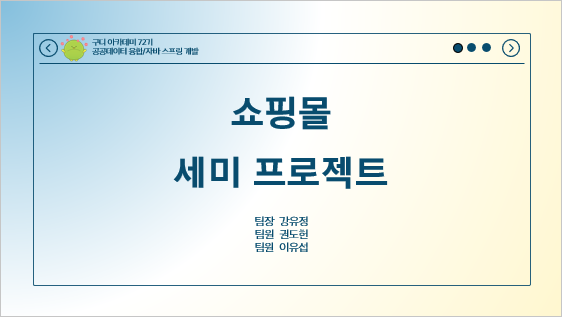 구디 아카데미 72기
공공데이터 융합/자바 스프링 개발
쇼핑몰
세미 프로젝트
팀장 강유정
팀원 권도헌
팀원 이유섭